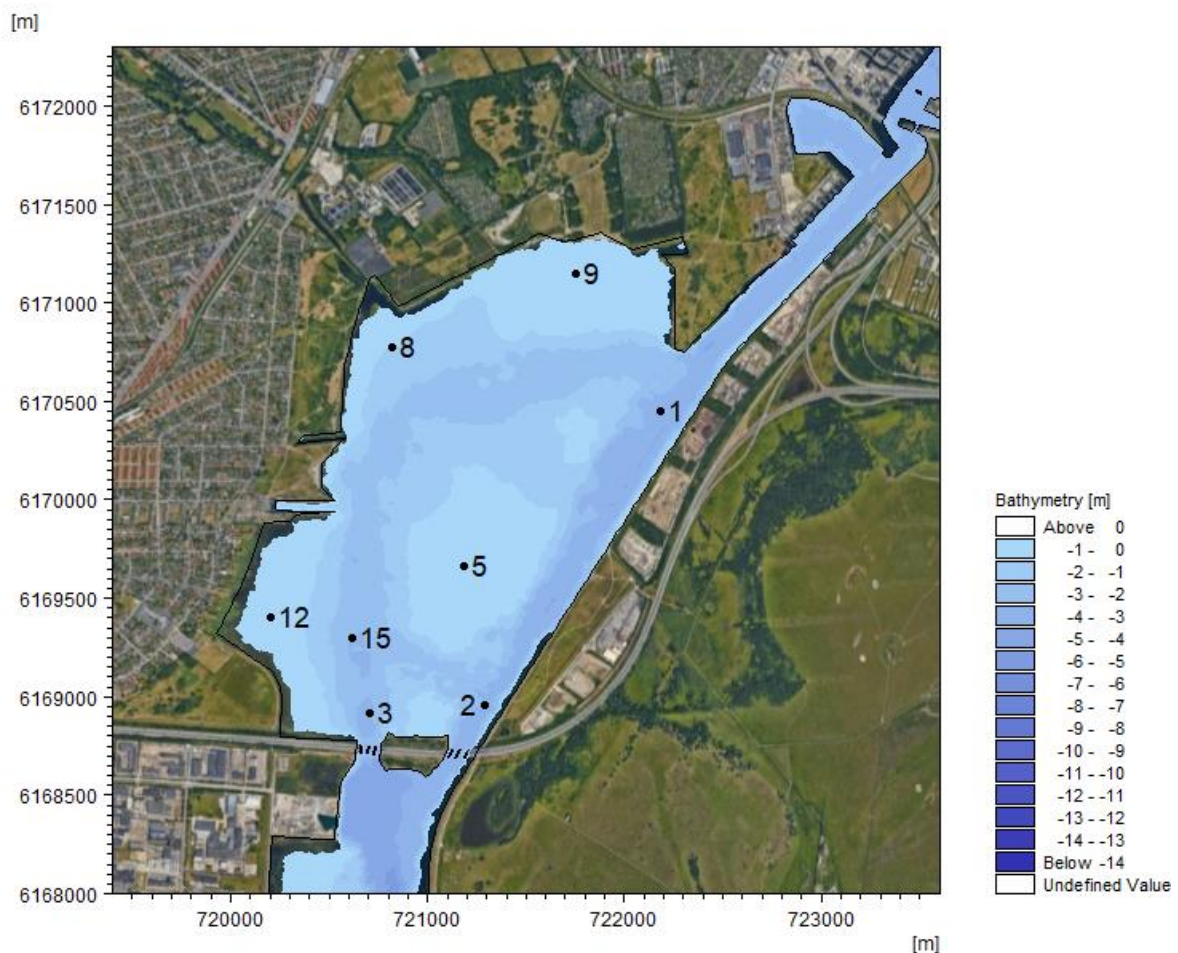 [m]
6172000
6171500
6171000
6170500
6170000
6169500
6169000
6168500
6168000
9
8
1
5
12
15
2
3
720000 721000 722000 723000
[m]
Bathymetry [m]
Above 0
-1 - 0
-2 - -1
-3 - -2
-4 - -3
-5 - -4
-6 - -5
-7 - -6
-8 - -7
-9 - -8
-10 - -9
-11 - -10
-12 - -11
-13 - -12
-14 - -13
Below -14
Undefined Value